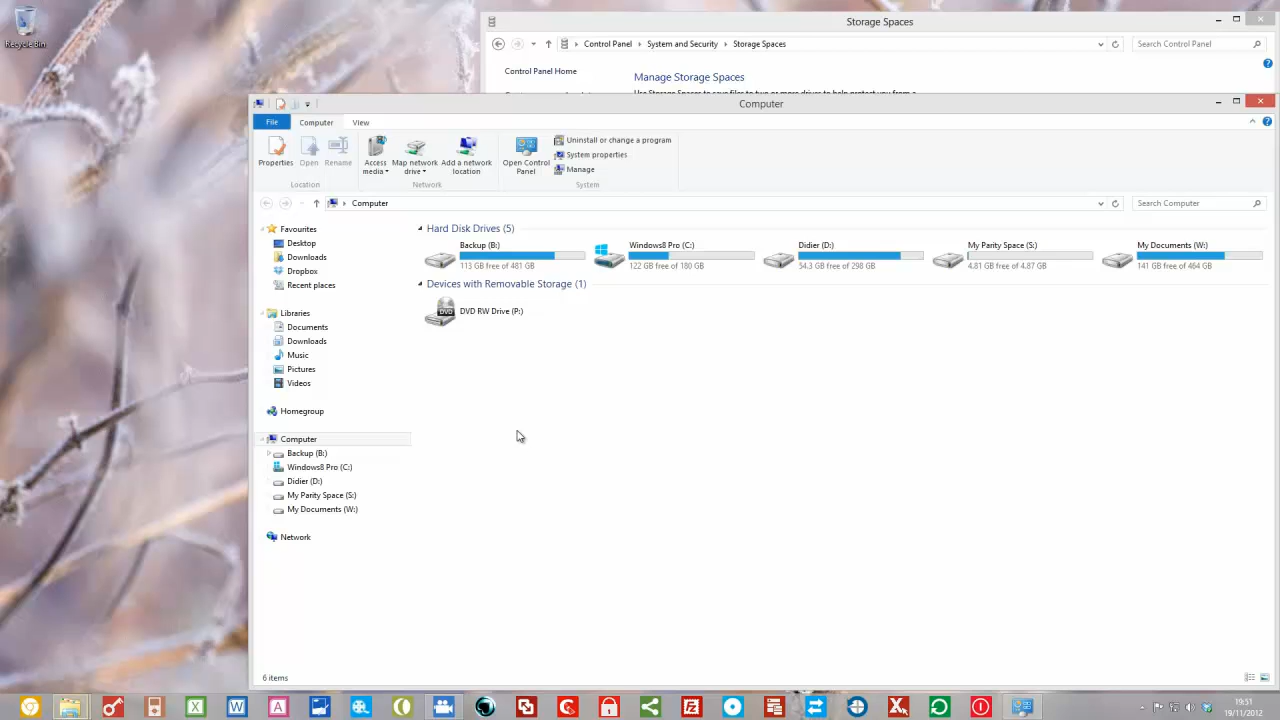 Recycle Bin
Storage Spaces
Control Panel System and Security Storage Spaces
Search Control Panel
Control Panel Home
Manage Storage Spaces
Computer
File Computer View
Properties Open Rename
Access media Map network drive Add a network location
Open Control Panel
Uninstall or change a program
System properties
Manage
Location Network System
Computer
Search Computer
Favourites
Desktop
Downloads
Dropbox
Recent places
Libraries
Documents
Downloads
Music
Pictures
Videos
Homegroup
Computer
Backup (B:)
Windows8 Pro (C:)
Didier (D:)
My Parity Space (S:)
My Documents (W:)
Network
Hard Disk Drives (5)
Backup (B:)
113 GB free of 481 GB
Windows8 Pro (C:)
122 GB free of 180 GB
Didier (D:)
54.3 GB free of 298 GB
My Parity Space (S:)
4.81 GB free of 4.87 GB
My Documents (W:)
141 GB free of 464 GB
Devices with Removable Storage (1)
DVD
DVD RW Drive (P:)
6 items
19:51
19/11/2012